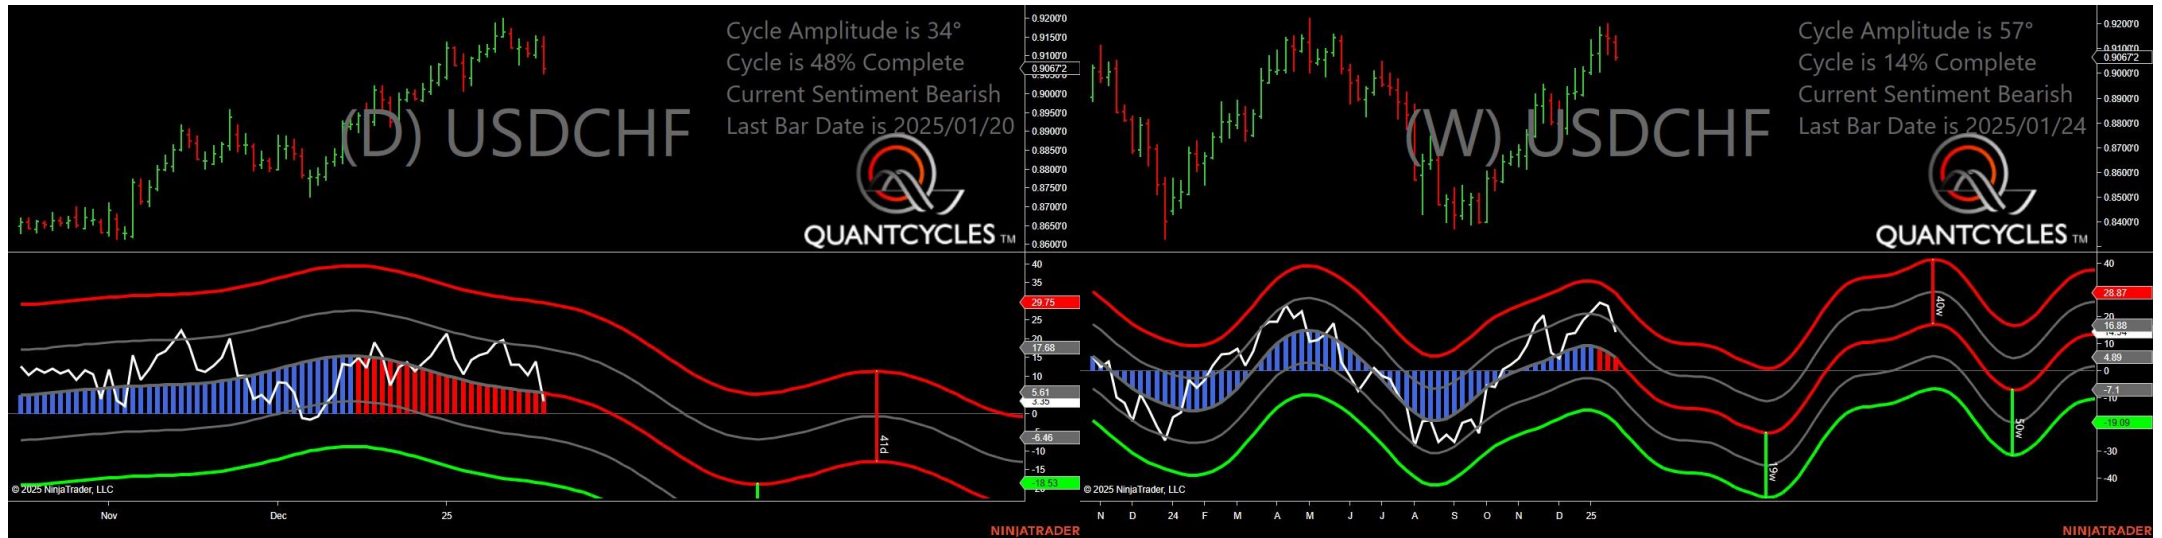 Cycle Amplitude is 34°
Cycle is 48% Complete
Current Sentiment Bearish
Last Bar Date is 2025/01/20
(D) USDCHF
QUANTCYCLES TM
0.9200'0
0.9150'0
0.9100'0
0.9067'2
0.9000'0
0.8950'0
0.8900'0
0.8850'0
0.8800'0
0.8750'0
0.8700'0
0.8650'0
0.8600'0
40
35
29.75
25
20
17.68
15
10
5.61
3.35
0
-6.46
-10
-15
-18.53
41d
© 2025 NinjaTrader, LLC
Nov Dec 25
NINJATRADER
Cycle Amplitude is 57°
Cycle is 14% Complete
Current Sentiment Bearish
Last Bar Date is 2025/01/24
(W) USDCHF
QUANTCYCLES TM
0.9200'0
0.9100'0
0.9067'2
0.9000'0
0.8900'0
0.8800'0
0.8700'0
0.8600'0
0.8400'0
40
28.87
20
16.88
10
4.89
0
-7.1
-10
-19.09
-30
-40
40w
19w
50w
© 2025 NinjaTrader, LLC
N D 24 F M A M J J A S O N D 25
NINJATRADER